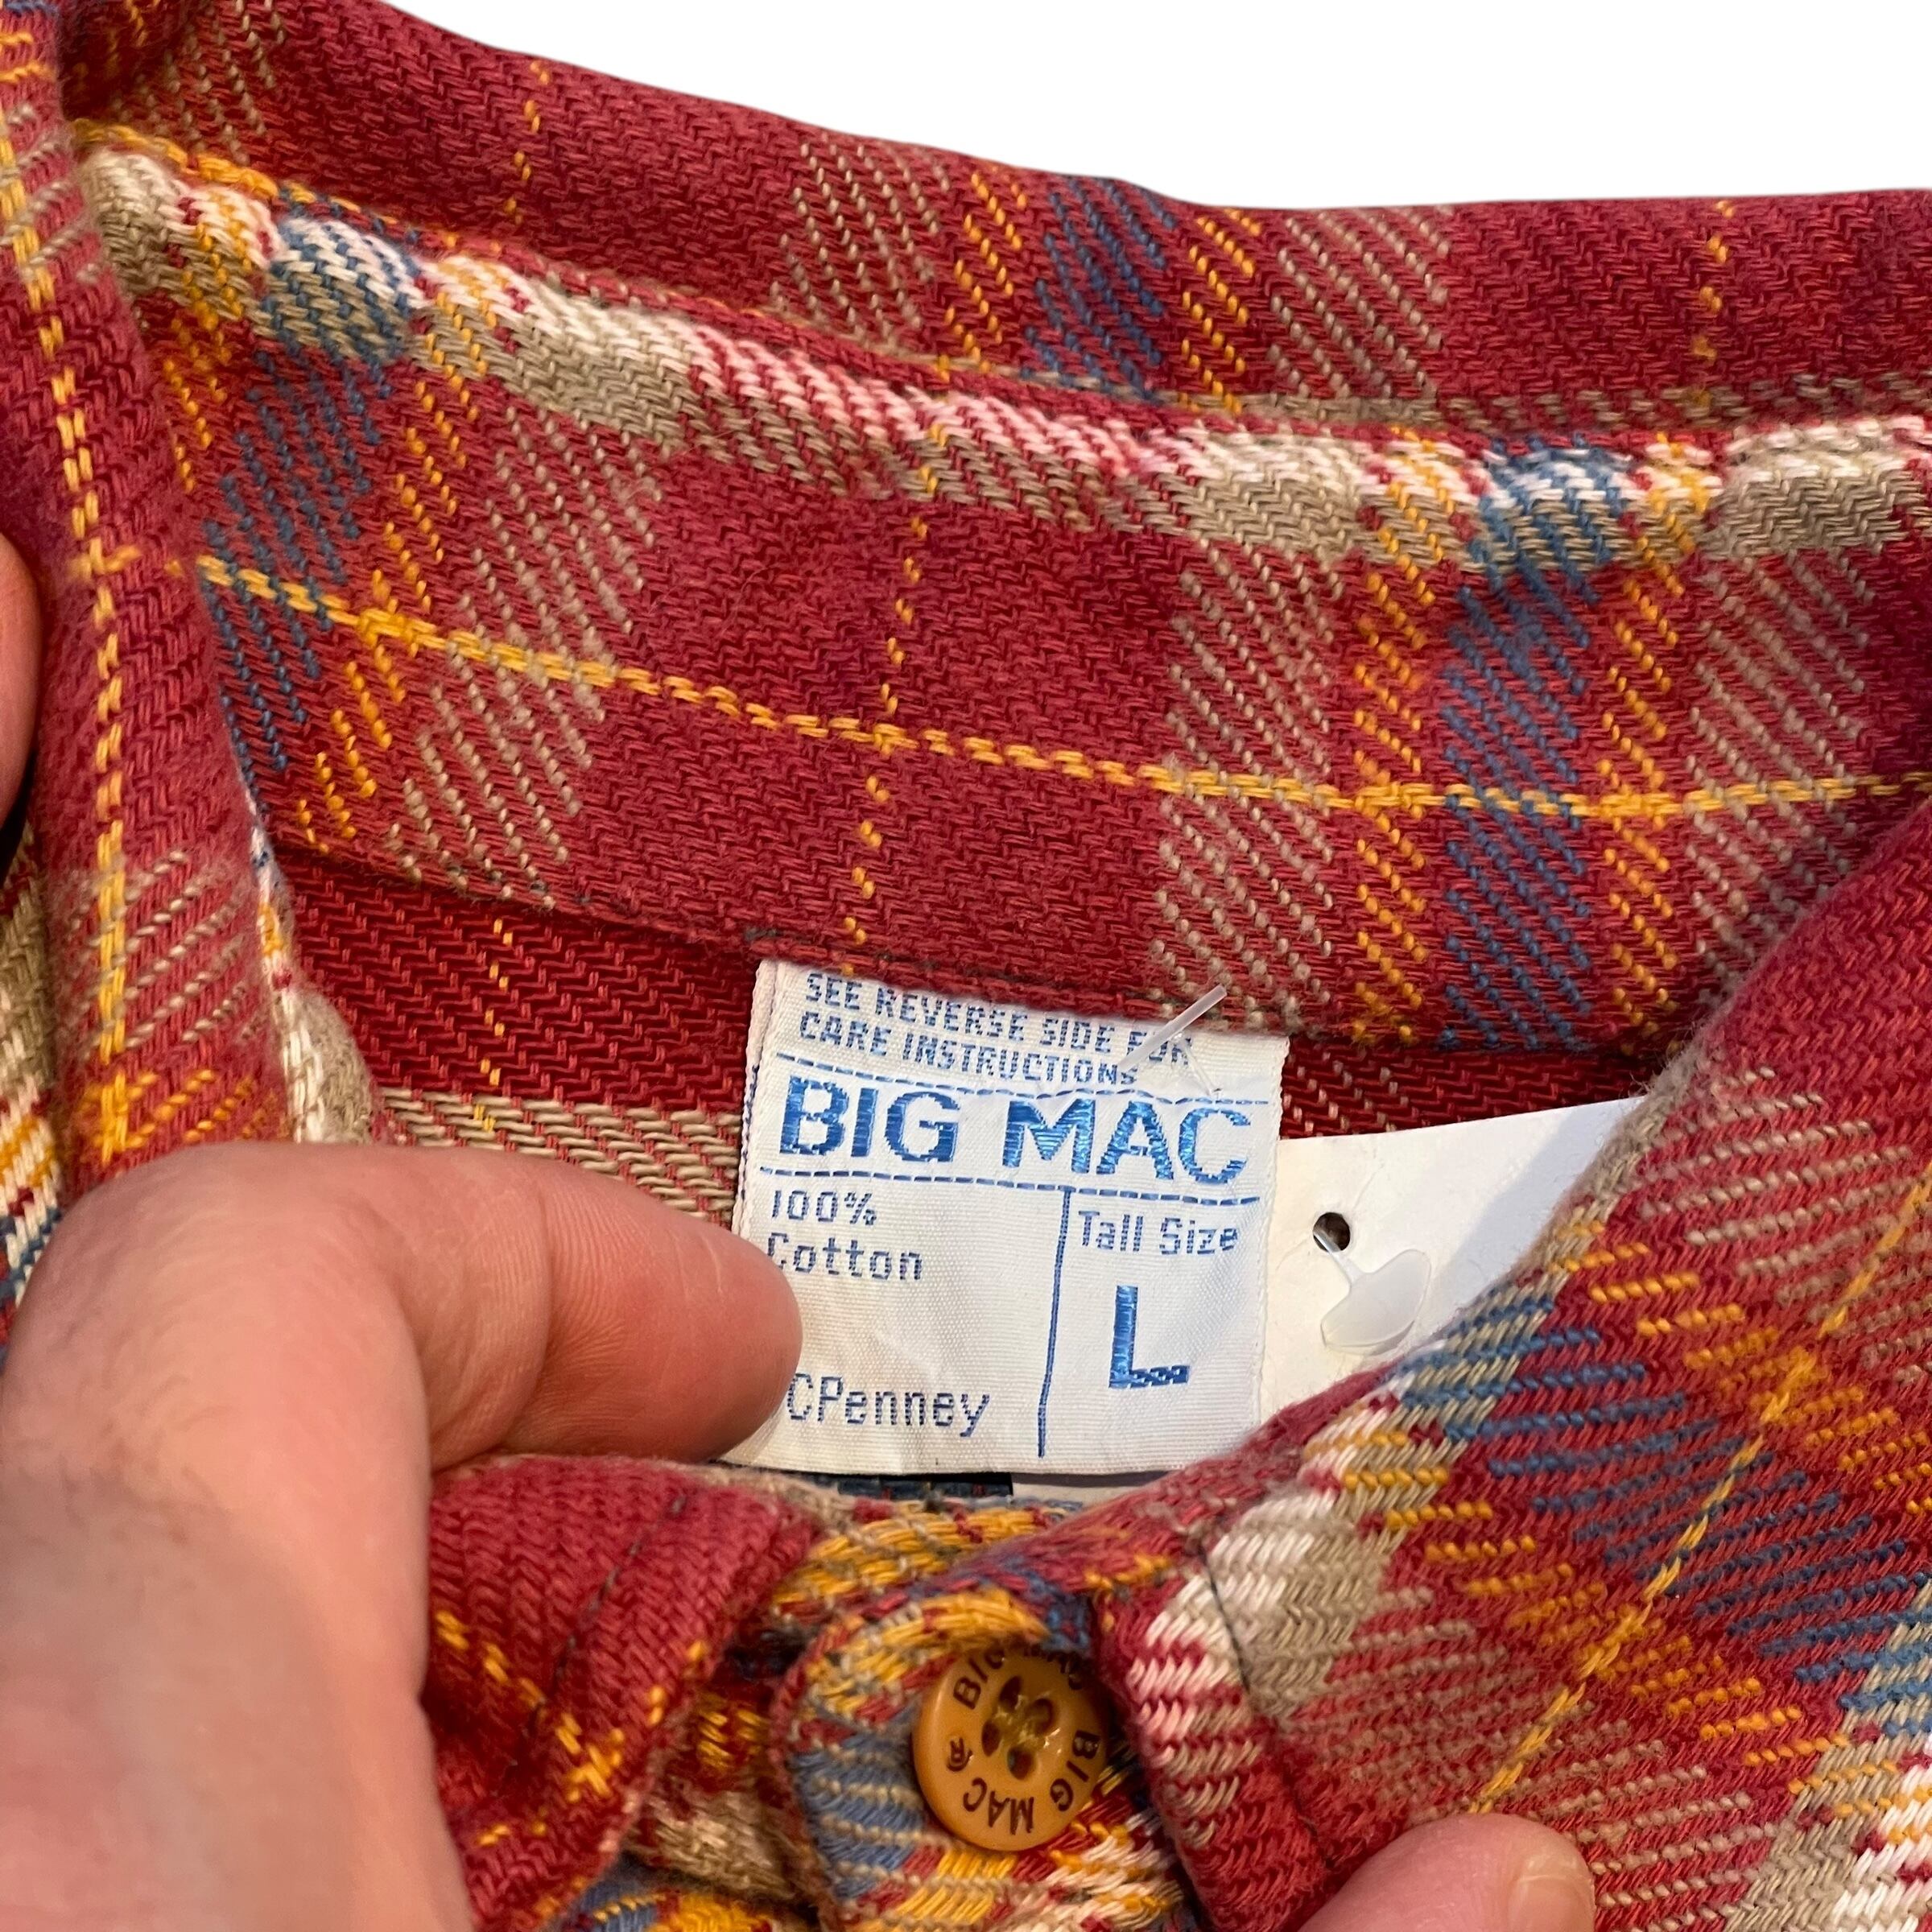 SEE REVERSE SIDE FOR
CARE INSTRUCTIONS
BIG MAC
100%
Cotton
CPenney
Tall Size
L
BIG MAC BIG MAC ®